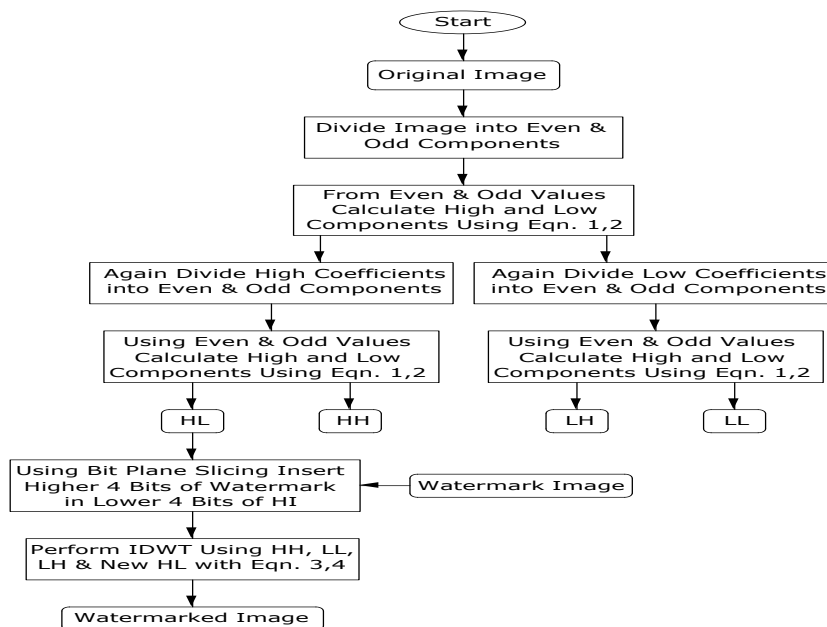 Start
Original Image
Divide Image into Even &
Odd Components
From Even & Odd Values
Calculate High and Low
Components Using Eqn. 1,2
Again Divide High Coefficients
into Even & Odd Components
Again Divide Low Coefficients
into Even & Odd Components
Using Even & Odd Values
Calculate High and Low
Components Using Eqn. 1,2
Using Even & Odd Values
Calculate High and Low
Components Using Eqn. 1,2
HL
HH
LH
LL
Using Bit Plane Slicing Insert
Higher 4 Bits of Watermark
in Lower 4 Bits of HI
Watermark Image
Perform IDWT Using HH, LL,
LH & New HL with Eqn. 3,4
Watermarked Image